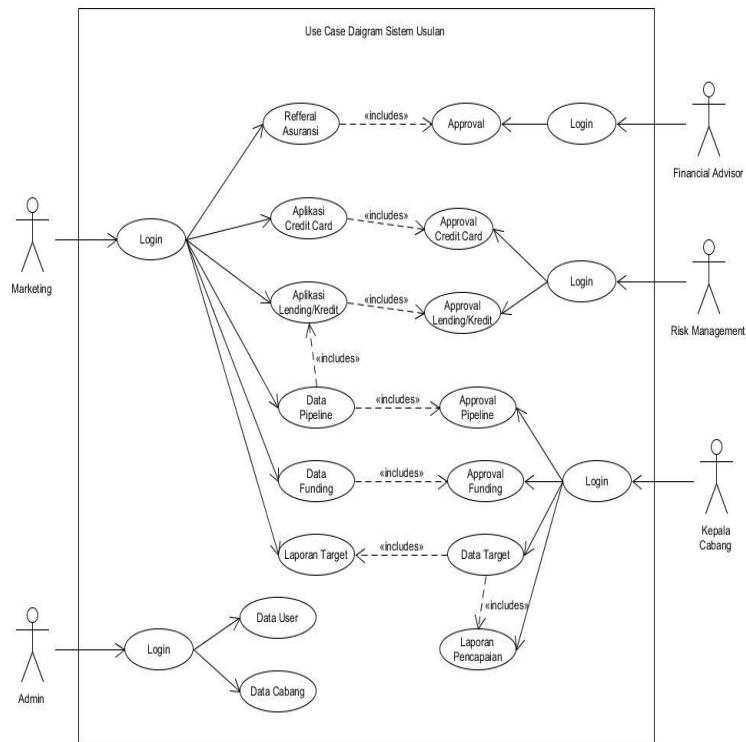 Use Case Daigram Sistem Usulan
Refferal
Asuransi
«includes»
Approval
Login
Financial Advisor
Aplikasi
Credit Card
«includes»
Approval
Credit Card
Login
Marketing
Login
Risk Management
Aplikasi
Lending/Kredit
«includes»
Approval
Lending/Kredit
«includes»
Data
Pipeline
«includes»
Approval
Pipeline
Data
Funding
«includes»
Approval
Funding
Login
Kepala
Cabang
Laporan Target
«includes»
Data Target
«includes»
Laporan
Pencapaian
Data User
Login
Admin
Data Cabang